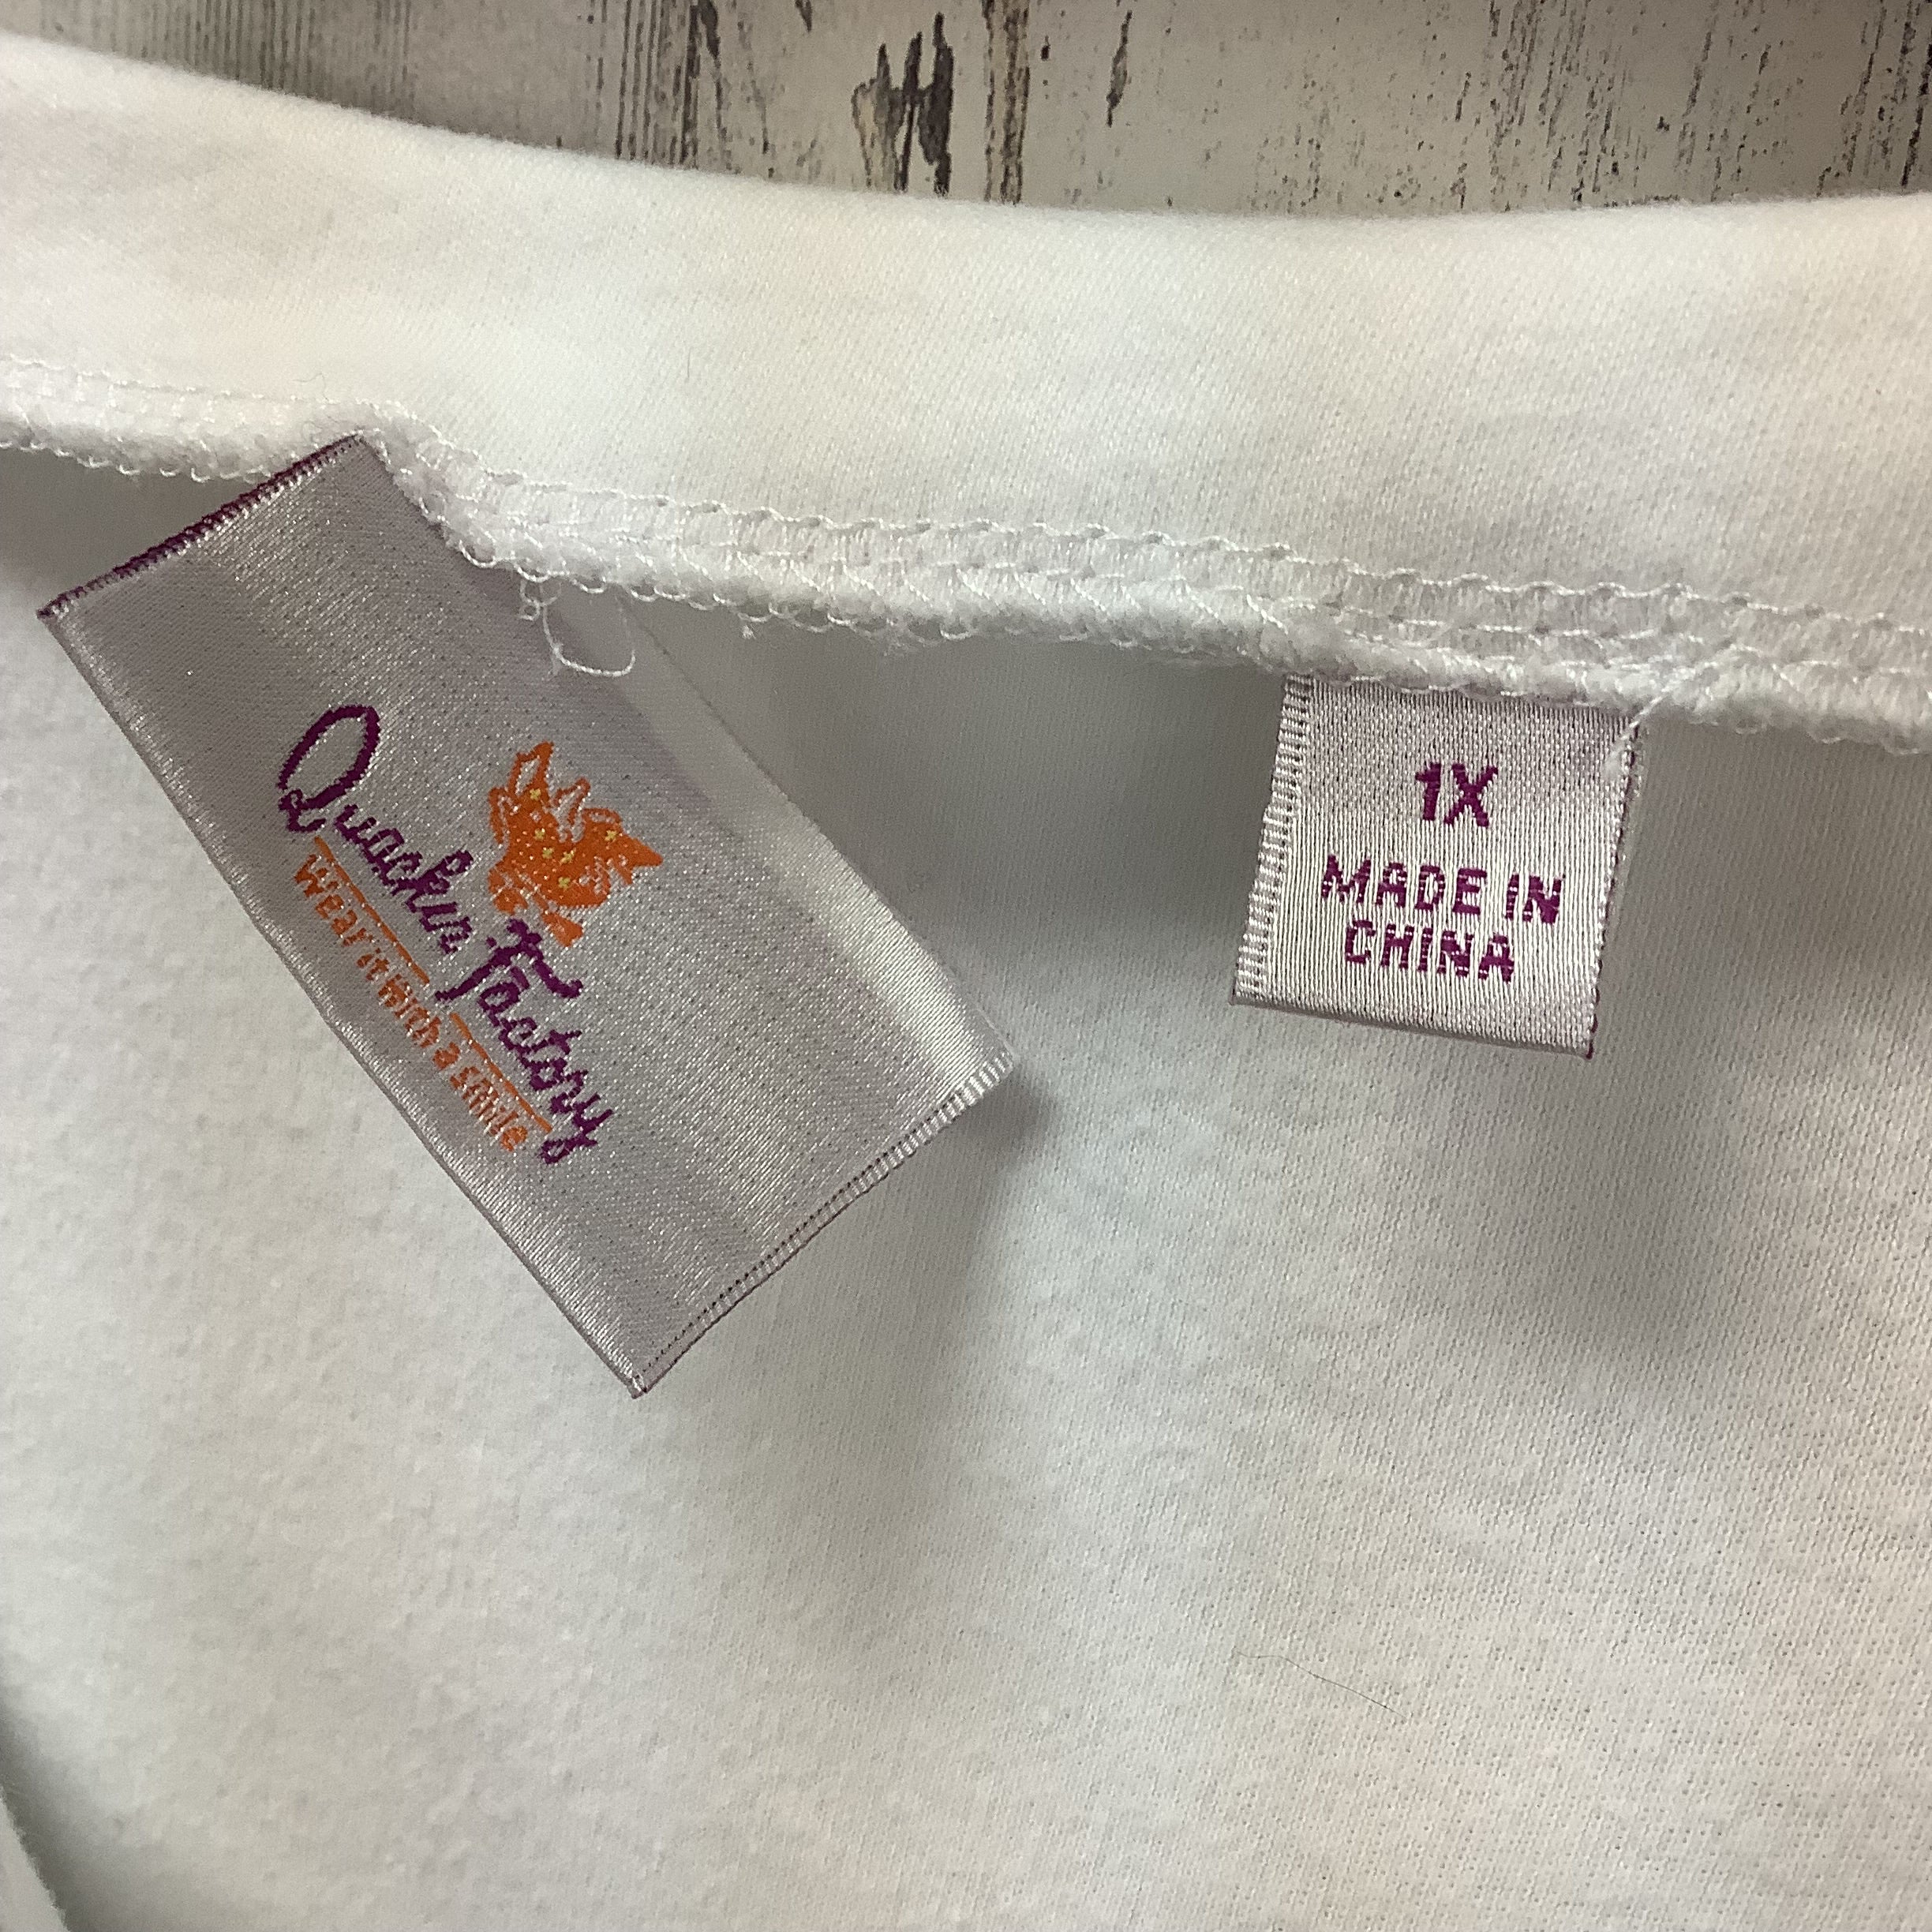 Quacker Factory
Wear it with a smile
1X
MADE IN
CHINA